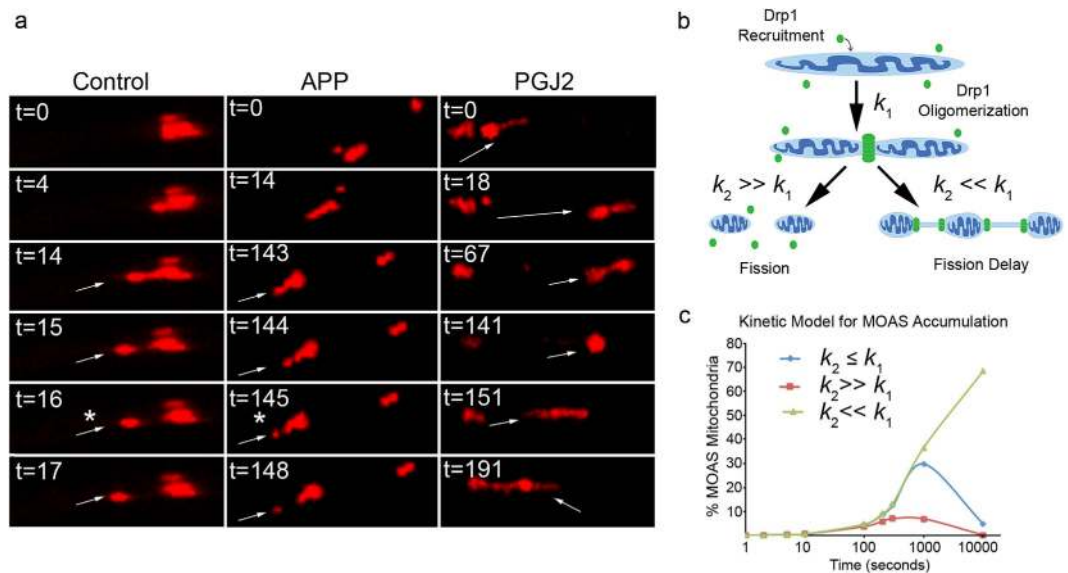 a
Control APP PGJ2
t=0 t=0 t=0
t=4 t=14 t=18
t=14 t=143 t=67
t=15 t=144 t=141
* t=16 * t=145 t=151
t=17 t=148 t=191
b
Drp1
Recruitment
Drp1
Oligomerization
k1
k2 >> k1 k2 << k1
Fission Fission Delay
c
Kinetic Model for MOAS Accumulation
% MOAS Mitochondria
80
70
60
50
40
30
20
10
k2 ≤ k1
k2>> k1
k2<< k1
1 10 100 1000 10000
Time (seconds)